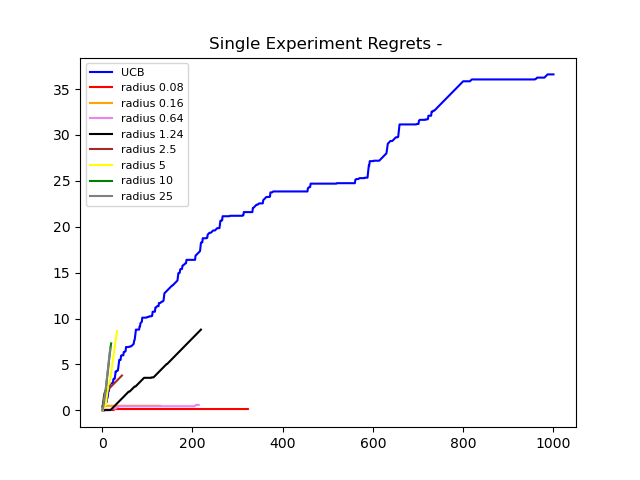 Single Experiment Regrets -
UCB
radius 0.08
radius 0.16
radius 0.64
radius 1.24
radius 2.5
radius 5
radius 10
radius 25
35
30
25
20
15
10
5
0
0 200 400 600 800 1000